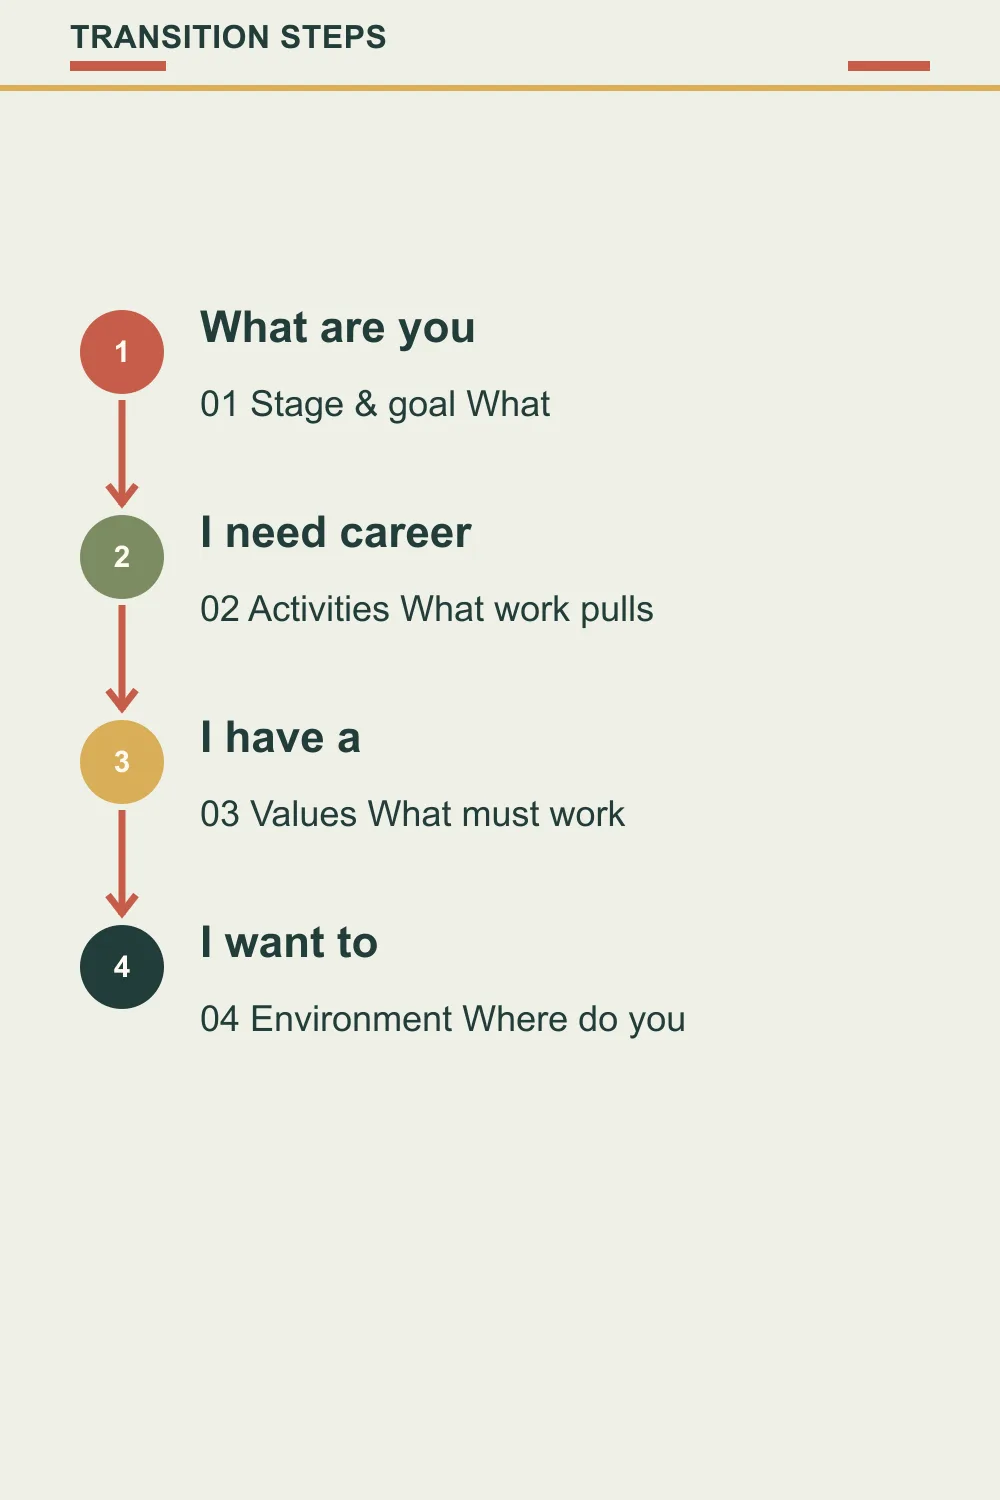 TRANSITION STEPS
1
What are you
01 Stage & goal What
2
I need career
02 Activities What work pulls
3
I have a
03 Values What must work
4
I want to
04 Environment Where do you